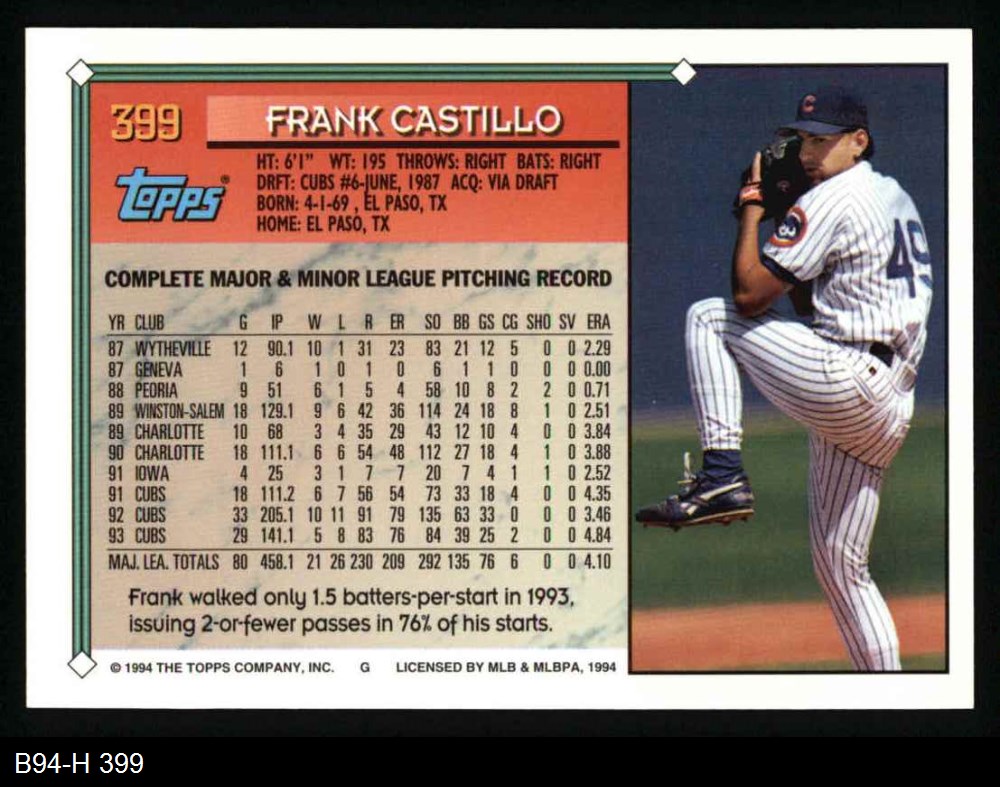 399
FRANK CASTILLO
TOPPS®
HT: 6'1" WT: 195 THROWS: RIGHT BATS: RIGHT
DRFT: CUBS #6-JUNE, 1987 ACQ: VIA DRAFT
BORN: 4-1-69 , EL PASO, TX
HOME: EL PASO, TX
COMPLETE MAJOR & MINOR LEAGUE PITCHING RECORD
YR CLUB G IP W L R ER SO BB GS CG SHO SV ERA
87 WYTHEVILLE 12 90.1 10 1 31 23 83 21 12 5 0 0 2.29
87 GENEVA 1 6 1 0 1 0 6 1 1 0 0 0 0.00
88 PEORIA 9 51 6 1 5 4 58 10 8 2 2 0 0.71
89 WINSTON-SALEM 18 129.1 9 6 42 36 114 24 18 8 1 0 2.51
89 CHARLOTTE 10 68 3 4 35 29 43 12 10 4 0 0 3.84
90 CHARLOTTE 18 111.1 6 6 54 48 112 27 18 4 1 0 3.88
91 IOWA 4 25 3 1 7 7 20 7 4 1 1 0 2.52
91 CUBS 18 111.2 6 7 56 54 73 33 18 4 0 0 4.35
92 CUBS 33 205.1 10 11 91 79 135 63 33 0 0 0 3.46
93 CUBS 29 141.1 5 8 83 76 84 39 25 2 0 0 4.84
MAJ. LEA. TOTALS 80 458.1 21 26 230 209 292 135 76 6 0 0 4.10
Frank walked only 1.5 batters-per-start in 1993,
issuing 2-or-fewer passes in 76% of his starts.
© 1994 THE TOPPS COMPANY, INC. G LICENSED BY MLB & MLBPA, 1994
C
49
B94-H 399